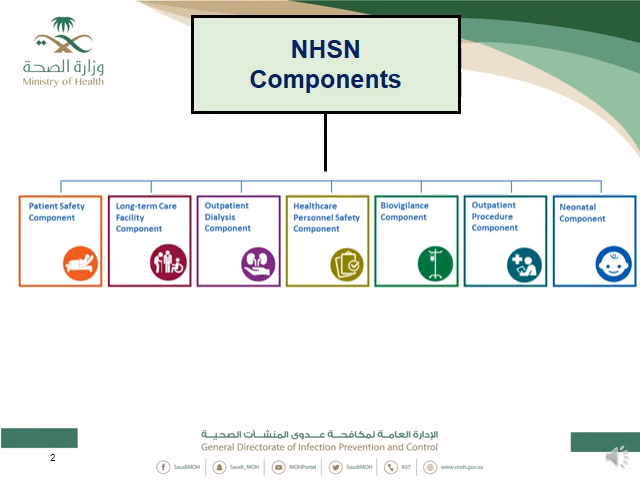 وزارة الصحة
Ministry of Health
NHSN
Components
Patient Safety
Component
Long-term Care
Facility
Component
Outpatient
Dialysis
Component
Healthcare
Personnel Safety
Component
Biovigilance
Component
Outpatient
Procedure
Component
Neonatal
Component
الإدارة العامة لمكافحة عدوى المنشآت الصحية
General Directorate of Infection Prevention and Control
2
SaudiMOH
Saudi_MOH
MOHPortal
SaudiMOH
937
www.moh.gov.sa